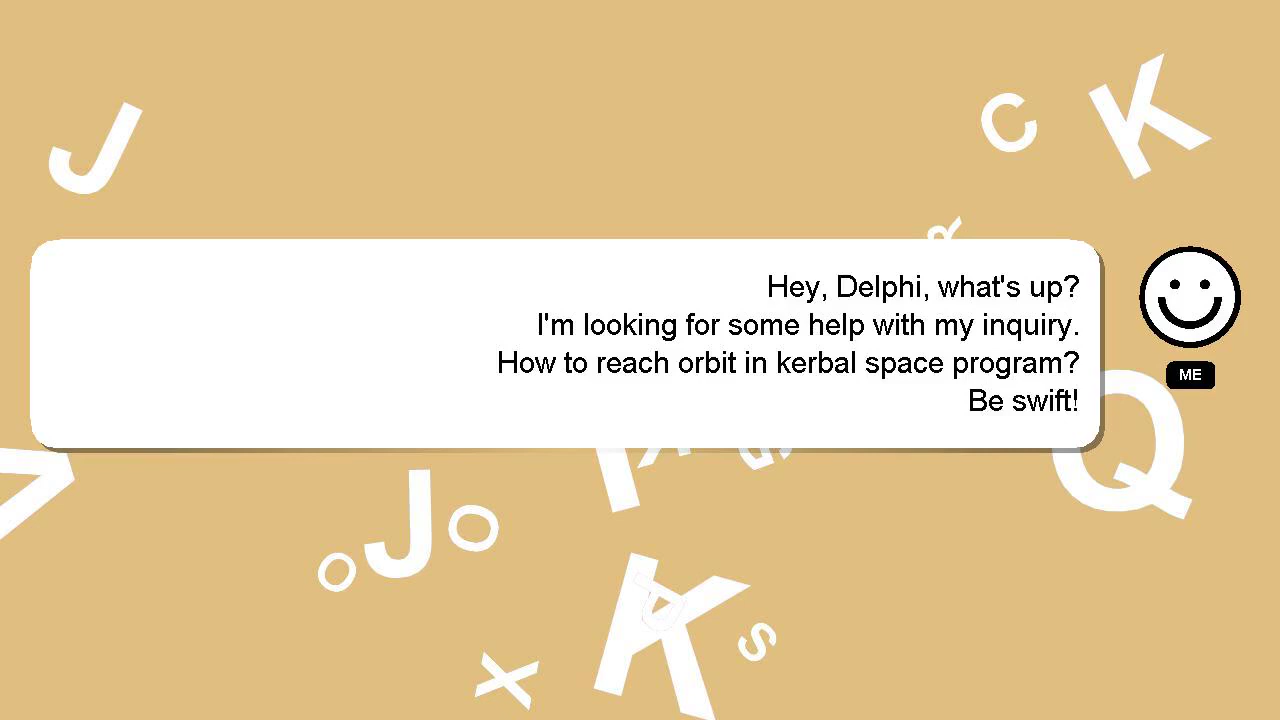 J
C
K
R
Hey, Delphi, what's up?
I'm looking for some help with my inquiry.
How to reach orbit in kerbal space program?
Be swift!
ME
Q
J
O
O
K
S
X